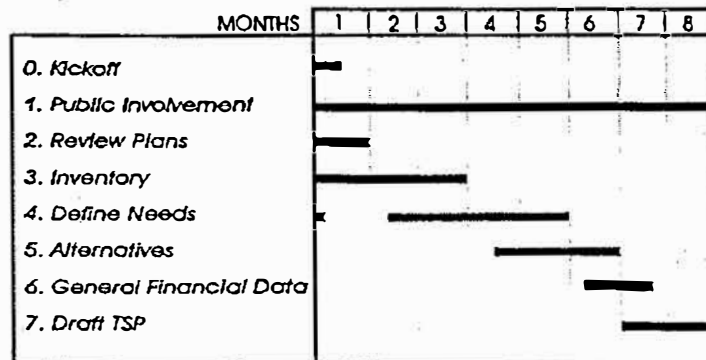 MONTHS 1 2 3 4 5 6 7 8
0. Kickoff
1. Public Involvement
2. Review Plans
3. Inventory
4. Define Needs
5. Alternatives
6. General Financial Data
7. Draft TSP